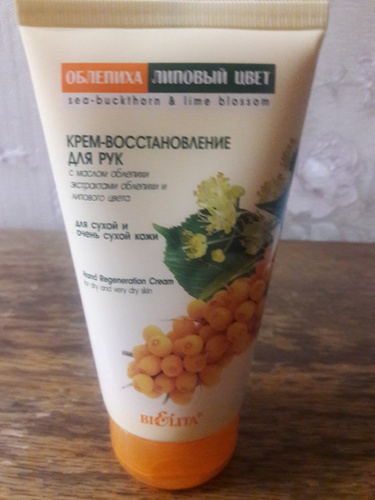 ОБЛЕПИХА ЛИПОВЫЙ ЦВЕТ
sea-buckthorn & lime blossom
КРЕМ-ВОССТАНОВЛЕНИЕ
ДЛЯ РУК
с маслом облепихи
экстрактами облепихи и
липового цвета
для сухой и
очень сухой кожи
Hand Regeneration Cream
for dry and very dry skin
BIELITA®